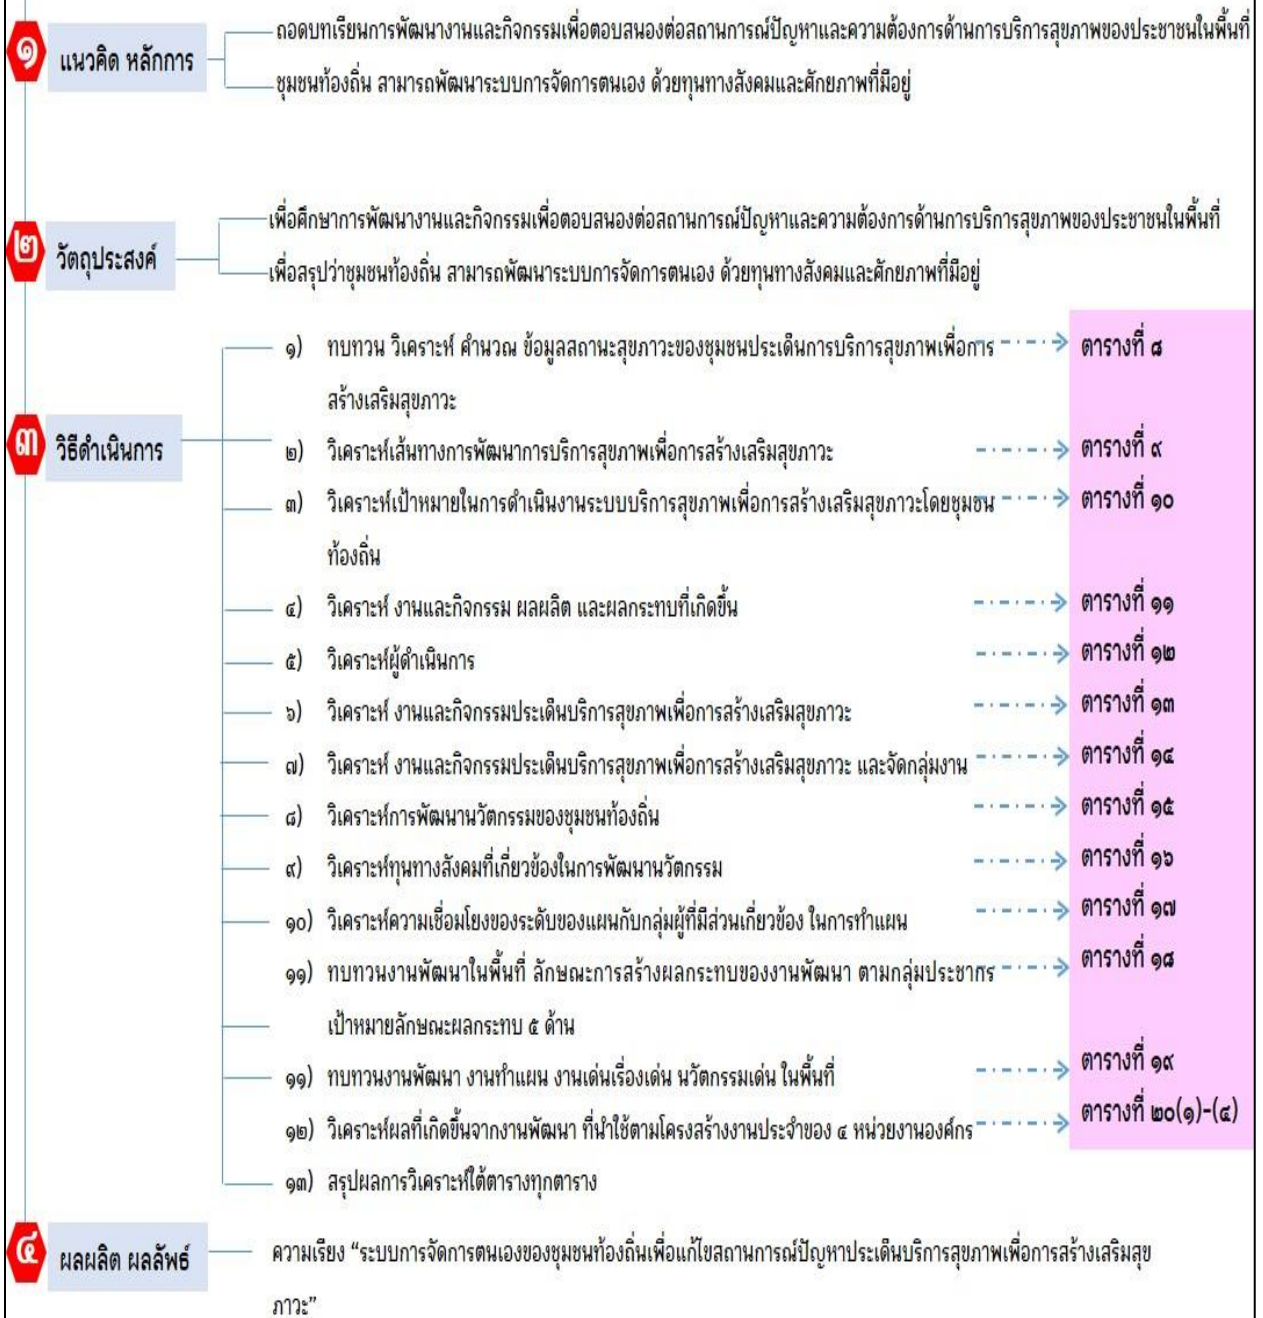 ๑
แนวคิด หลักการ
ถอดบทเรียนการพัฒนางานและกิจกรรมเพื่อตอบสนองต่อสถานการณ์ปัญหาและความต้องการด้านการบริการสุขภาพของประชาชนในพื้นที่
ชุมชนท้องถิ่น สามารถพัฒนาระบบการจัดการตนเอง ด้วยทุนทางสังคมและศักยภาพที่มีอยู่
๒
วัตถุประสงค์
เพื่อศึกษาการพัฒนางานและกิจกรรมเพื่อตอบสนองต่อสถานการณ์ปัญหาและความต้องการด้านการบริการสุขภาพของประชาชนในพื้นที่
เพื่อสรุปว่าชุมชนท้องถิ่น สามารถพัฒนาระบบการจัดการตนเอง ด้วยทุนทางสังคมและศักยภาพที่มีอยู่
๓
วิธีดำเนินการ
๑) ทบทวน วิเคราะห์ คำนวณ ข้อมูลสถานะสุขภาวะของชุมชนประเด็นการบริการสุขภาพเพื่อการ ตารางที่ ๘
สร้างเสริมสุขภาวะ
๒) วิเคราะห์เส้นทางการพัฒนาการบริการสุขภาพเพื่อการสร้างเสริมสุขภาวะ ตารางที่ ๙
๓) วิเคราะห์เป้าหมายในการดำเนินงานระบบบริการสุขภาพเพื่อการสร้างเสริมสุขภาวะโดยชุมชน ตารางที่ ๑๐
ท้องถิ่น
๔) วิเคราะห์ งานและกิจกรรม ผลผลิต และผลกระทบที่เกิดขึ้น ตารางที่ ๑๑
๕) วิเคราะห์ผู้ดำเนินการ ตารางที่ ๑๒
๖) วิเคราะห์ งานและกิจกรรมประเด็นบริการสุขภาพเพื่อการสร้างเสริมสุขภาวะ ตารางที่ ๑๓
๗) วิเคราะห์ งานและกิจกรรมประเด็นบริการสุขภาพเพื่อการสร้างเสริมสุขภาวะ และจัดกลุ่มงาน ตารางที่ ๑๔
๘) วิเคราะห์การพัฒนานวัตกรรมของชุมชนท้องถิ่น ตารางที่ ๑๕
๙) วิเคราะห์ทุนทางสังคมที่เกี่ยวข้องในการพัฒนานวัตกรรม ตารางที่ ๑๖
๑๐) วิเคราะห์ความเชื่อมโยงของระดับของแผนกับกลุ่มผู้ที่มีส่วนเกี่ยวข้อง ในการทำแผน ตารางที่ ๑๗
๑๑) ทบทวนงานพัฒนาในพื้นที่ ลักษณะการสร้างผลกระทบของงานพัฒนา ตามกลุ่มประชากร ตารางที่ ๑๘
เป้าหมายลักษณะผลกระทบ ๕ ด้าน
๑๑) ทบทวนงานพัฒนา งานทำแผน งานเด่นเรื่องเด่น นวัตกรรมเด่น ในพื้นที่ ตารางที่ ๑๙
๑๒) วิเคราะห์ผลที่เกิดขึ้นจากงานพัฒนา ที่นำใช้ตามโครงสร้างงานประจำของ ๔ หน่วยงานองค์กร ตารางที่ ๒๐(๑)-(๔)
๑๓) สรุปผลการวิเคราะห์ใต้ตารางทุกตาราง
๔
ผลผลิต ผลลัพธ์
ความเรียง “ระบบการจัดการตนเองของชุมชนท้องถิ่นเพื่อแก้ไขสถานการณ์ปัญหาประเด็นบริการสุขภาพเพื่อการสร้างเสริมสุข
ภาวะ”